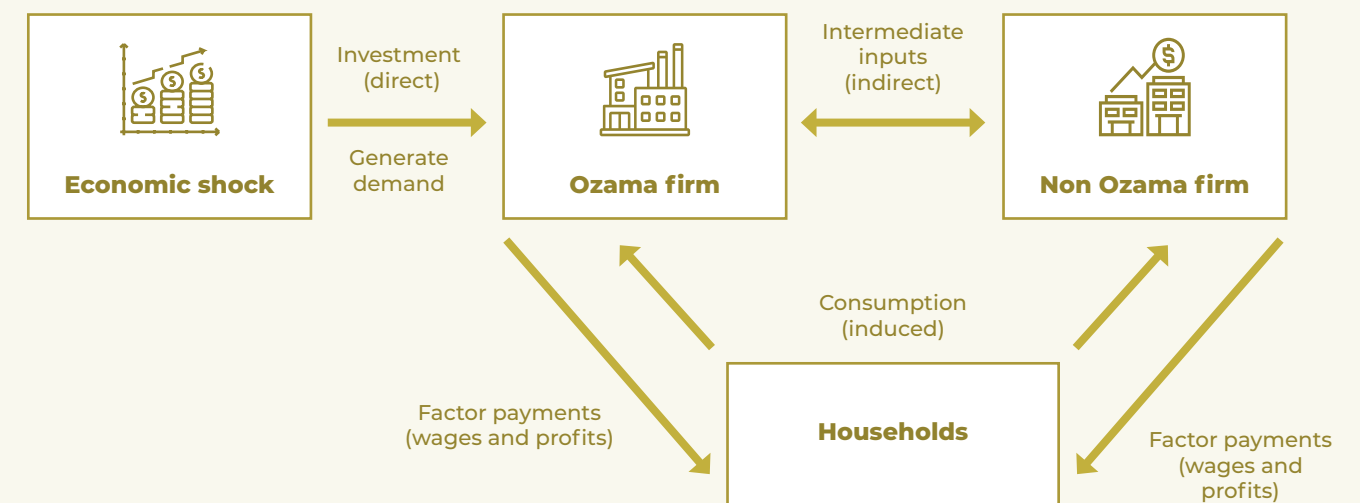 Investment
(direct)
Generate
demand
Intermediate
inputs
(indirect)
Economic shock
Ozama firm
Non Ozama firm
Consumption
(induced)
Factor payments
(wages and profits)
Households
Factor payments
(wages and
profits)